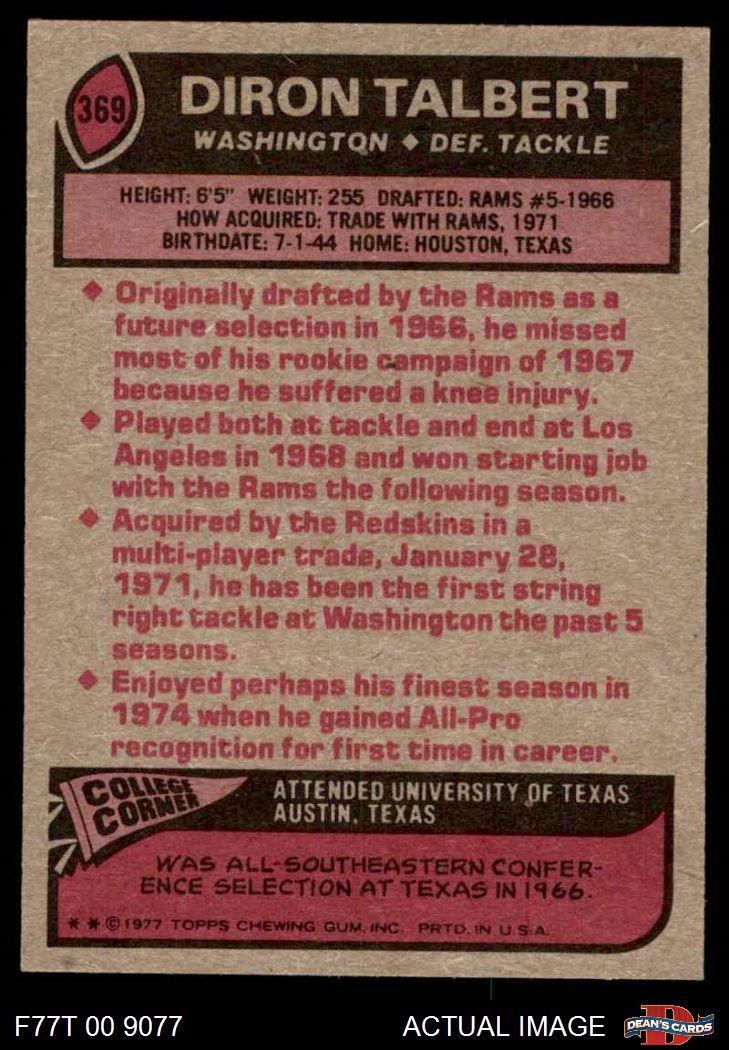 369
DIRON TALBERT
WASHINGTON ◆ DEF. TACKLE
HEIGHT: 6'5" WEIGHT: 255 DRAFTED: RAMS #5-1966
HOW ACQUIRED: TRADE WITH RAMS, 1971
BIRTHDATE: 7-1-44 HOME: HOUSTON, TEXAS
◆ Originally drafted by the Rams as a
future selection in 1966, he missed
most of his rookie campaign of 1967
because he suffered a knee injury.
◆ Played both at tackle and end at Los
Angeles in 1968 and won starting job
with the Rams the following season.
◆ Acquired by the Redskins in a
multi-player trade, January 28,
1971, he has been the first string
right tackle at Washington the past 5
seasons.
◆ Enjoyed perhaps his finest season in
1974 when he gained All-Pro
recognition for first time in career.
COLLEGE
CORNER
ATTENDED UNIVERSITY OF TEXAS
AUSTIN, TEXAS
WAS ALL-SOUTHEASTERN CONFER-
ENCE SELECTION AT TEXAS IN 1966.
* * © 1977 TOPPS CHEWING GUM, INC. PRTD. IN U.S.A.
F77T 00 9077
ACTUAL IMAGE
D
DEAN'S CARDS